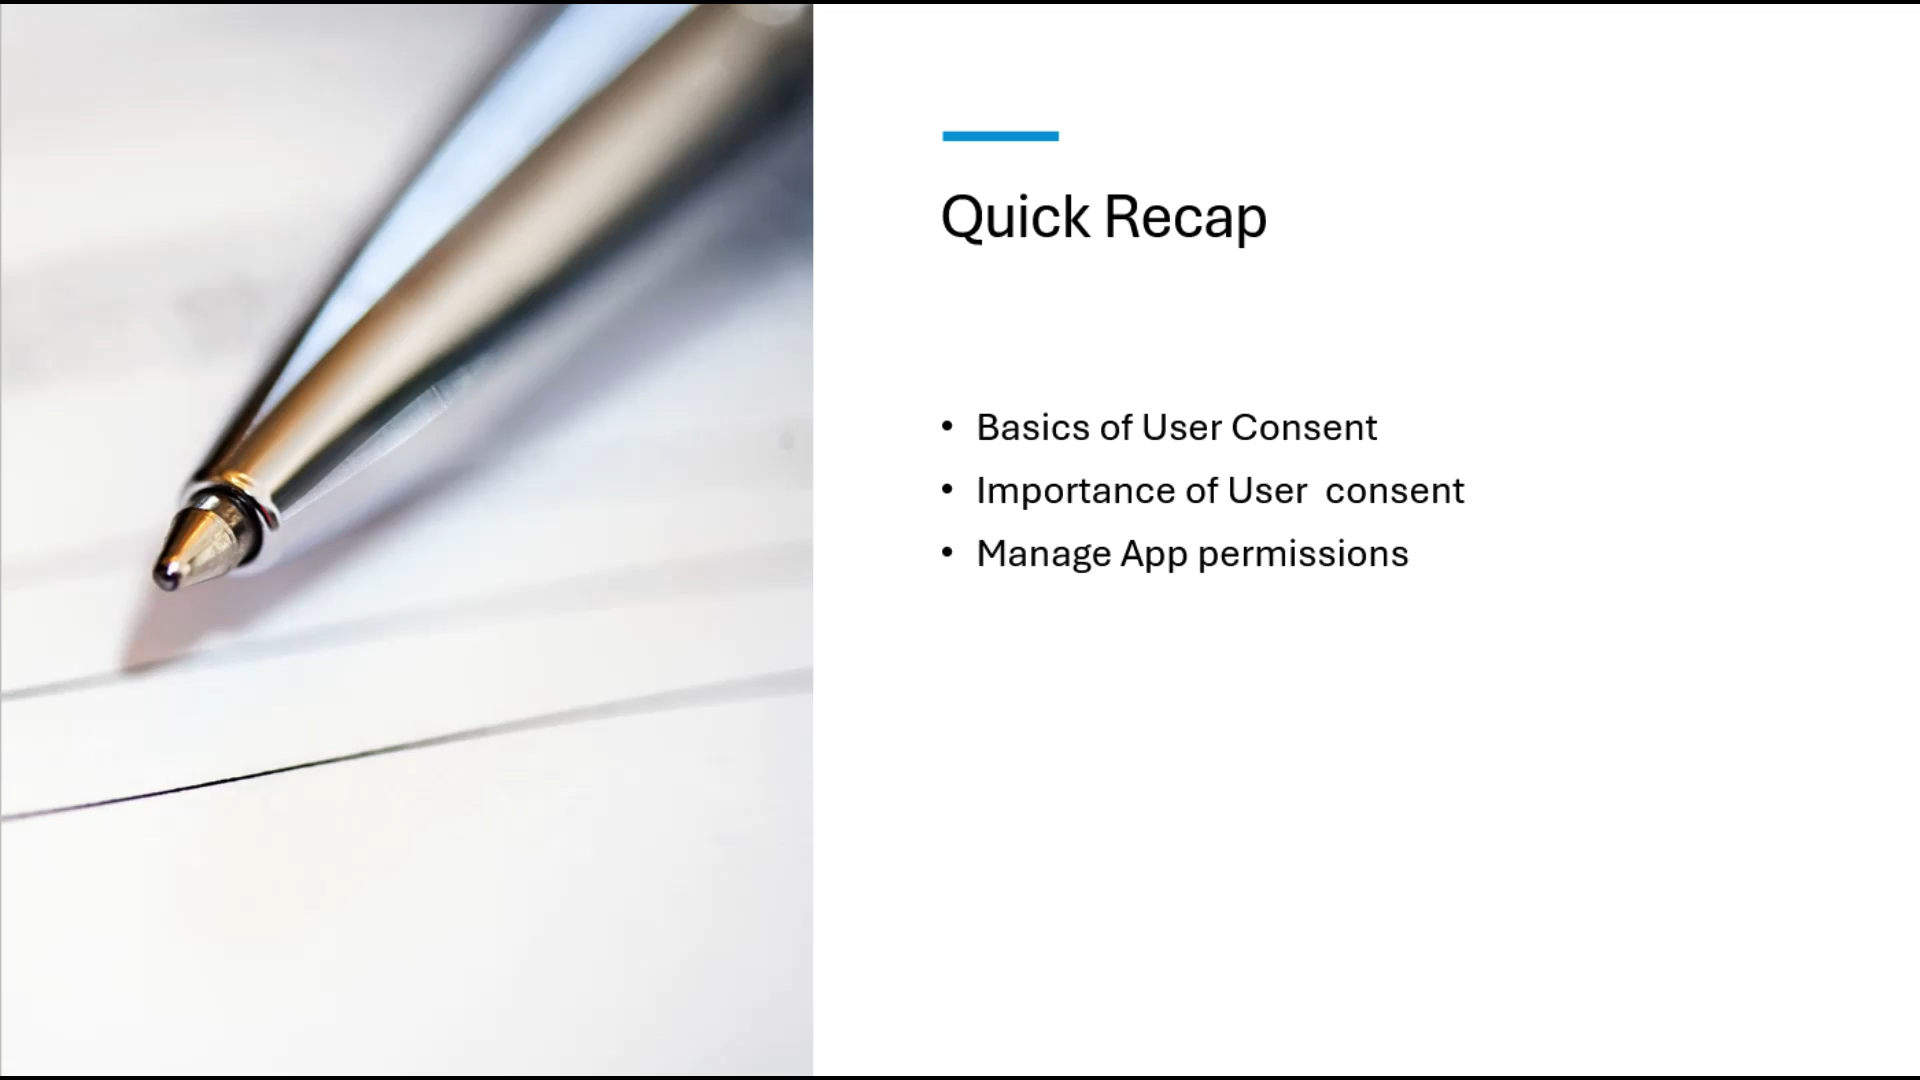 Quick Recap
• Basics of User Consent
• Importance of User  consent
• Manage App permissions